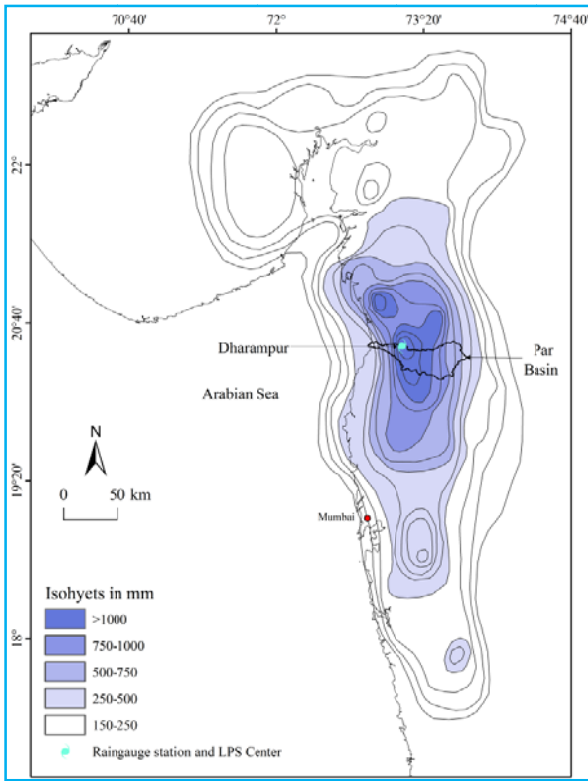 70°40'
72°
73°20'
74°40'
22°
20°40'
Dharampur
Par
Basin
Arabian Sea
N
19°20'
0
50 km
Mumbai
Isohyets in mm
>1000
750-1000
500-750
250-500
150-250
18°
Raingauge station and LPS Center